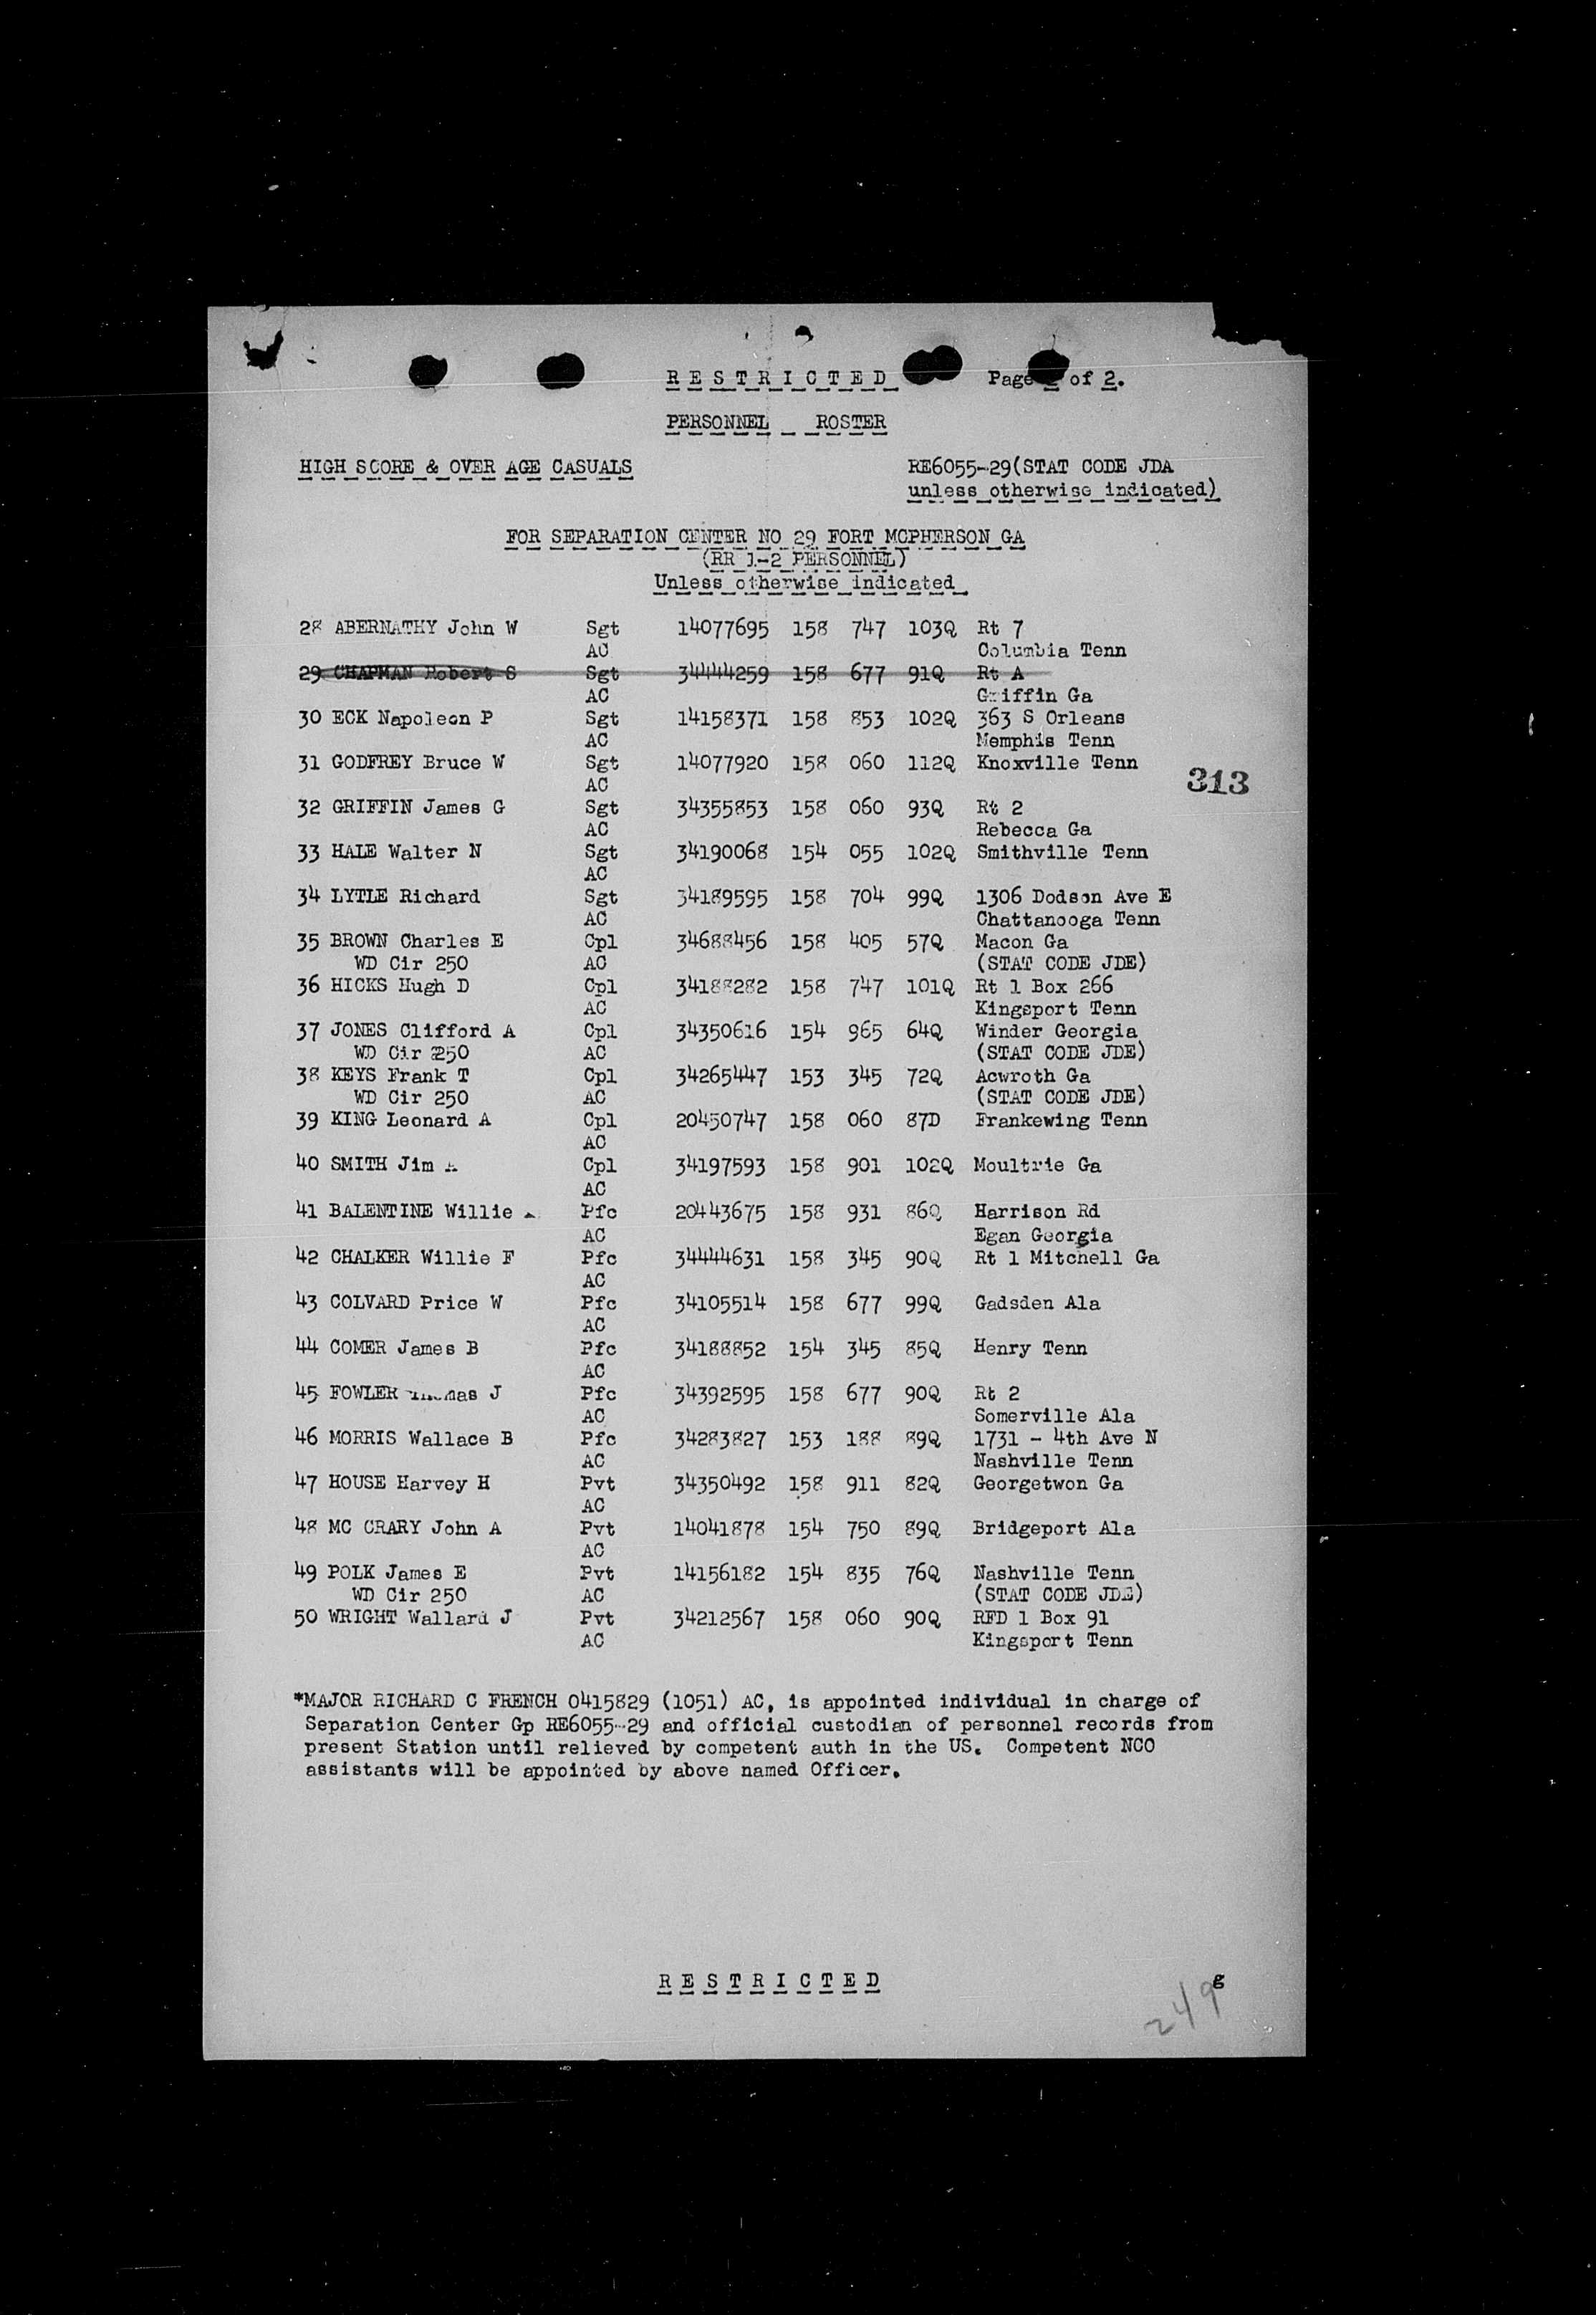 R E S T R I C T E D Page of 2.
PERSONNEL ROSTER
HIGH SCORE & OVER AGE CASUALS RE6055-29(STAT CODE JDA
unless otherwise indicated)
FOR SEPARATION CENTER NO 29 FORT MCPHERSON GA
(RR 1-2 PERSONNEL)
Unless otherwise indicated
28 ABERNATHY John W Sgt 14077695 158 747 103Q Rt 7
AC Columbia Tenn
29 CHAPMAN Robert S Sgt 34444259 158 677 91Q Rt A
AC Griffin Ga
30 ECK Napoleon P Sgt 14158371 158 853 102Q 363 S Orleans
AC Memphis Tenn
31 GODFREY Bruce W Sgt 14077920 158 060 112Q Knoxville Tenn
AC
313
32 GRIFFIN James G Sgt 34355853 158 060 93Q Rt 2
AC Rebecca Ga
33 HALE Walter N Sgt 34190068 154 055 102Q Smithville Tenn
AC
34 LYTLE Richard Sgt 34189595 158 704 99Q 1306 Dodson Ave E
AC Chattanooga Tenn
35 BROWN Charles E Cpl 34688456 158 405 57Q Macon Ga
WD Cir 250 AC (STAT CODE JDE)
36 HICKS Hugh D Cpl 34188282 158 747 101Q Rt 1 Box 266
AC Kingsport Tenn
37 JONES Clifford A Cpl 34350616 154 965 64Q Winder Georgia
WD Cir 250 AC (STAT CODE JDE)
38 KEYS Frank T Cpl 34265447 153 345 72Q Acwroth Ga
WD Cir 250 AC (STAT CODE JDE)
39 KING Leonard A Cpl 20450747 158 060 87D Frankewing Tenn
AC
40 SMITH Jim Cpl 34197593 158 901 102Q Moultrie Ga
AC
41 BALENTINE Willie Pfc 20443675 158 931 86Q Harrison Rd
AC Egan Georgia
42 CHALKER Willie F Pfc 34444631 158 345 90Q Rt 1 Mitchell Ga
AC
43 COLVARD Price W Pfc 34105514 158 677 99Q Gadsden Ala
AC
44 COMER James B Pfc 34188852 154 345 85Q Henry Tenn
AC
45 FOWLER Thomas J Pfc 34392595 158 677 90Q Rt 2
AC Somerville Ala
46 MORRIS Wallace B Pfc 34283827 153 188 89Q 1731 - 4th Ave N
AC Nashville Tenn
47 HOUSE Harvey H Pvt 34350492 158 911 82Q Georgetwon Ga
AC
48 MC CRARY John A Pvt 14041878 154 750 89Q Bridgeport Ala
AC
49 POLK James E Pvt 14156182 154 835 76Q Nashville Tenn
WD Cir 250 AC (STAT CODE JDE)
50 WRIGHT Wallard J Pvt 34212567 158 060 90Q RFD 1 Box 91
AC Kingsport Tenn
*MAJOR RICHARD C FRENCH 0415829 (1051) AC, is appointed individual in charge of
Separation Center Gp RE6055-29 and official custodian of personnel records from
present Station until relieved by competent auth in the US. Competent NCO
assistants will be appointed by above named Officer.
R E S T R I C T E D
g
249